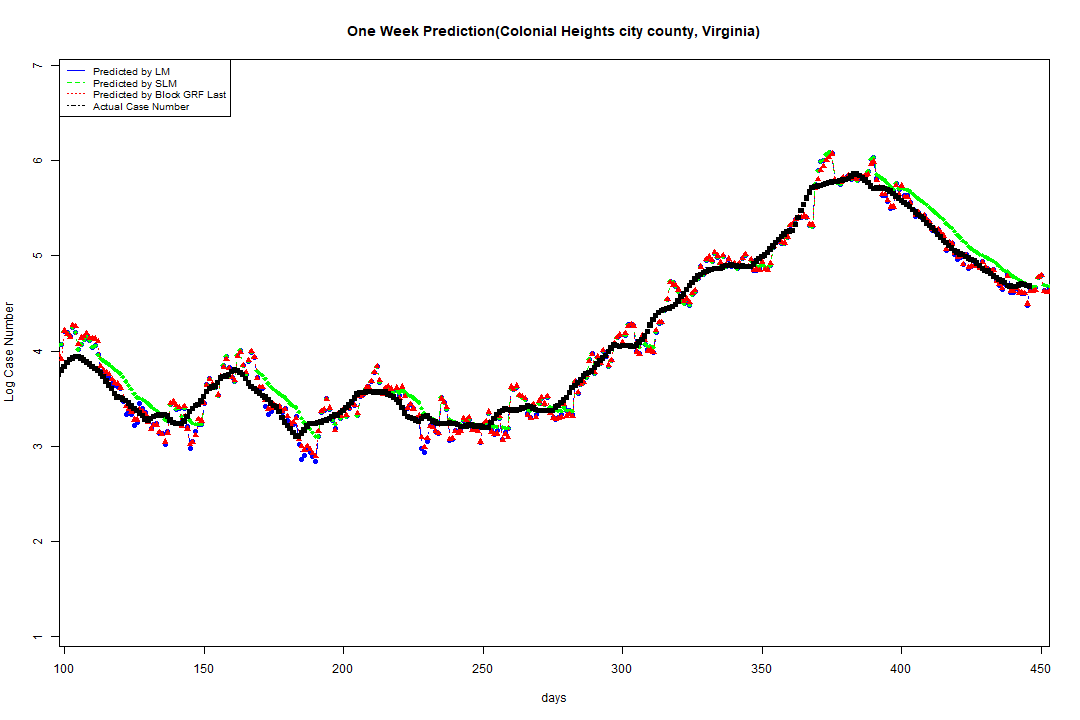 One Week Prediction(Colonial Heights city county, Virginia)
Predicted by LM
Predicted by SLM
Predicted by Block GRF Last
Actual Case Number
7
6
5
4
3
2
1
Log Case Number
100 150 200 250 300 350 400 450
days